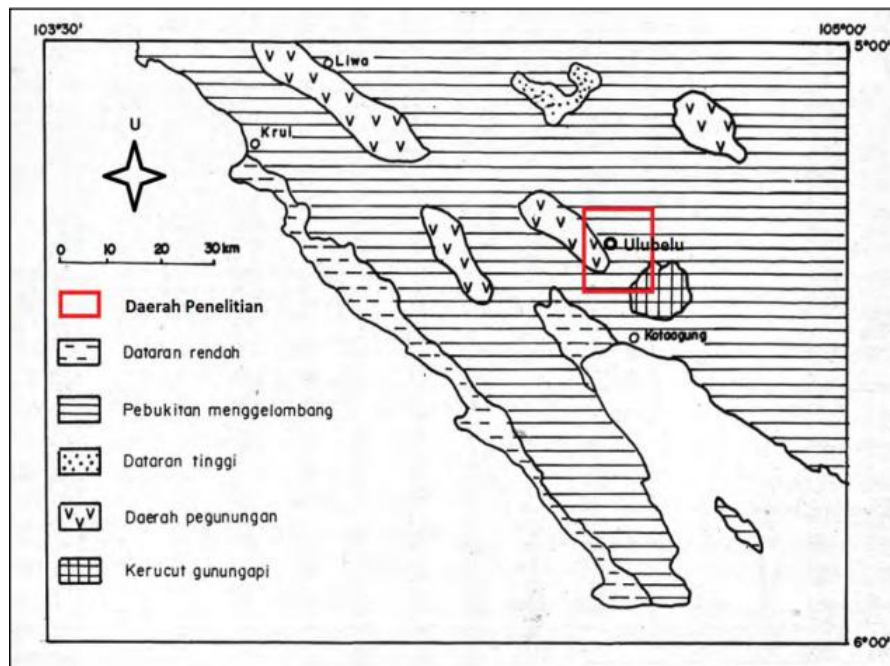 103°30'
105°00'
5°00'
Liwa
U
Krui
0 10 20 30 km
Ulubelu
Daerah Penelitian
Kotaagung
Dataran rendah
Pebukitan menggelombang
Dataran tinggi
Daerah pegunungan
Kerucut gunungapi
6°00'